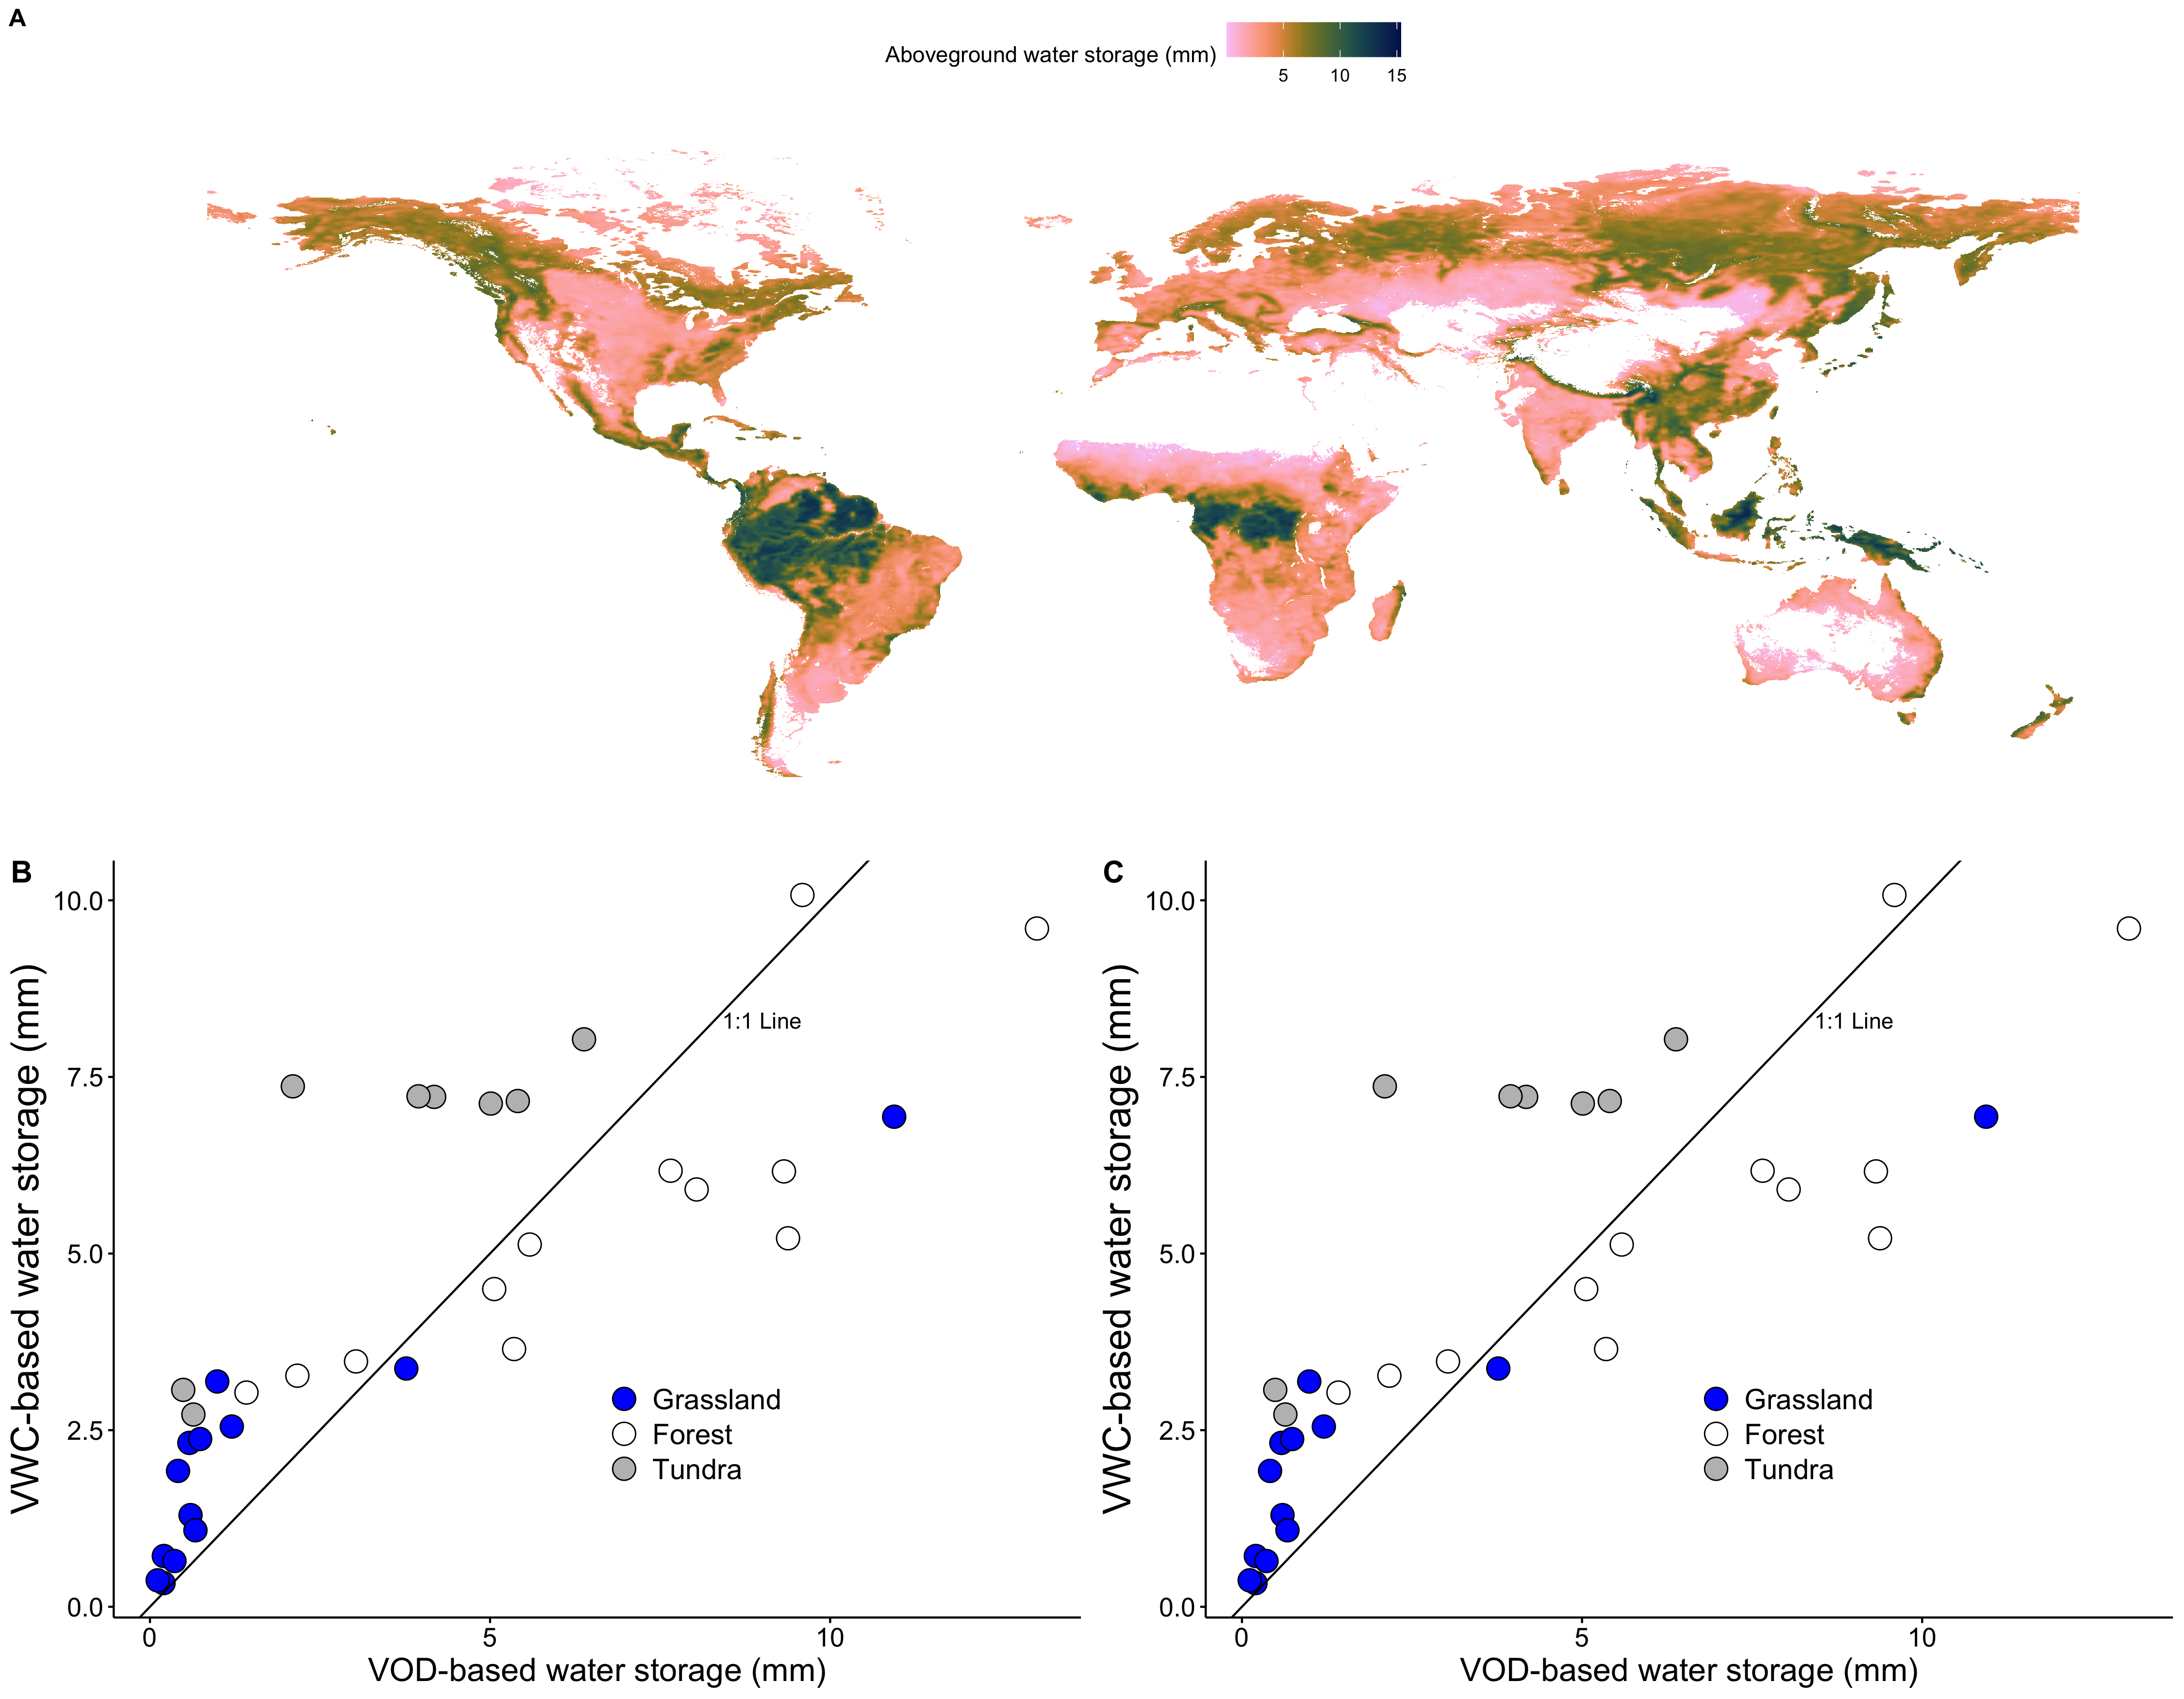 A
Aboveground water storage (mm)
5 10 15
B
VWC-based water storage (mm)
10.0
7.5
5.0
2.5
0.0
1:1 Line
Grassland
Forest
Tundra
0 5 10
VOD-based water storage (mm)
C
VWC-based water storage (mm)
10.0
7.5
5.0
2.5
0.0
1:1 Line
Grassland
Forest
Tundra
0 5 10
VOD-based water storage (mm)